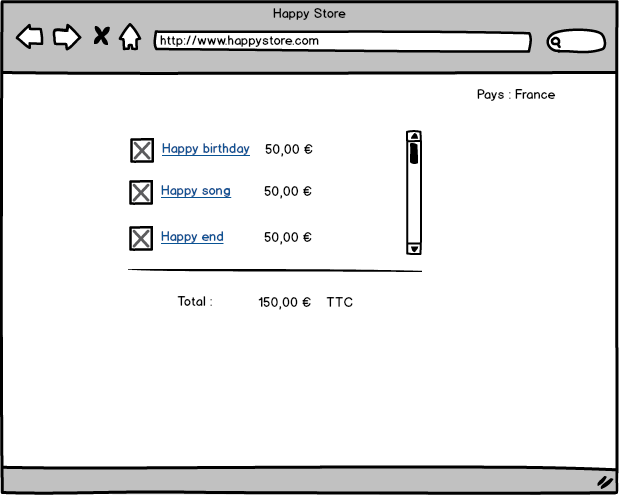 Happy Store
http://www.happystore.com
Pays : France
Happy birthday 50,00 €
Happy song 50,00 €
Happy end 50,00 €
Total : 150,00 € TTC